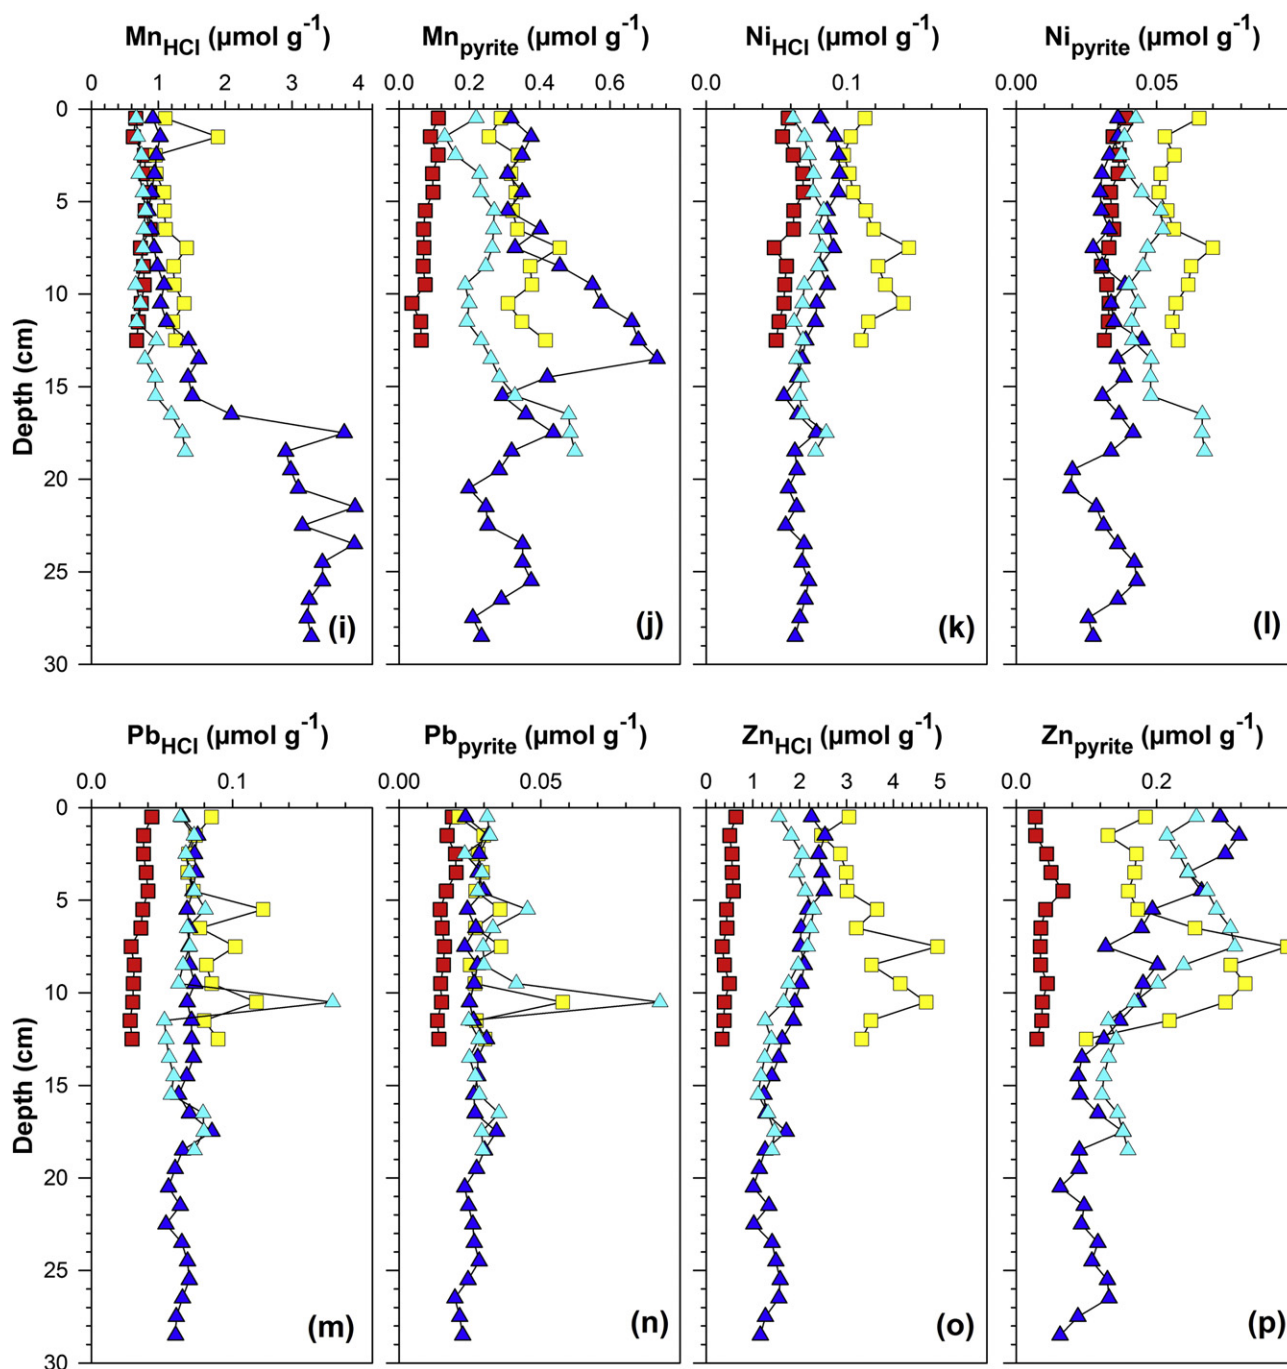 Mn_HCl (µmol g⁻¹) Mn_pyrite (µmol g⁻¹) Ni_HCl (µmol g⁻¹) Ni_pyrite (µmol g⁻¹)
0 1 2 3 4 0.0 0.2 0.4 0.6 0.00 0.1 0.00 0.05
0
5
10
15
20
25
30
Depth (cm)
(i) (j) (k) (l)
Pb_HCl (µmol g⁻¹) Pb_pyrite (µmol g⁻¹) Zn_HCl (µmol g⁻¹) Zn_pyrite (µmol g⁻¹)
0.0 0.1 0.00 0.05 0 1 2 3 4 5 0.0 0.2
0
5
10
15
20
25
30
Depth (cm)
(m) (n) (o) (p)